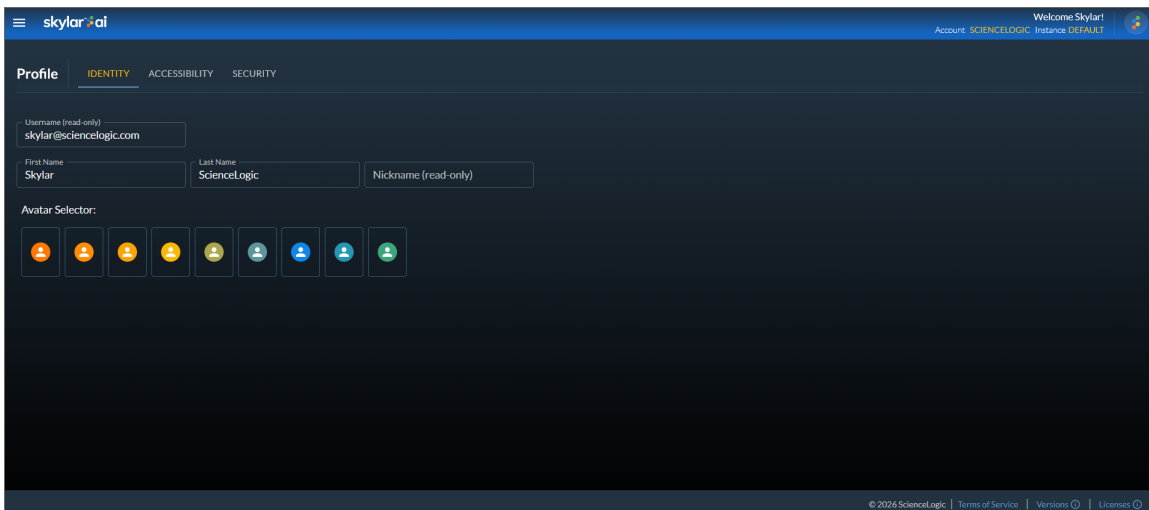 skylar ai
Welcome Skylar!
Account SCIENCELOGIC Instance DEFAULT
Profile IDENTITY ACCESSIBILITY SECURITY
Username (read-only)
skylar@sciencelogic.com
First Name Last Name
Skylar ScienceLogic Nickname (read-only)
Avatar Selector:
© 2026 ScienceLogic | Terms of Service | Versions | Licenses